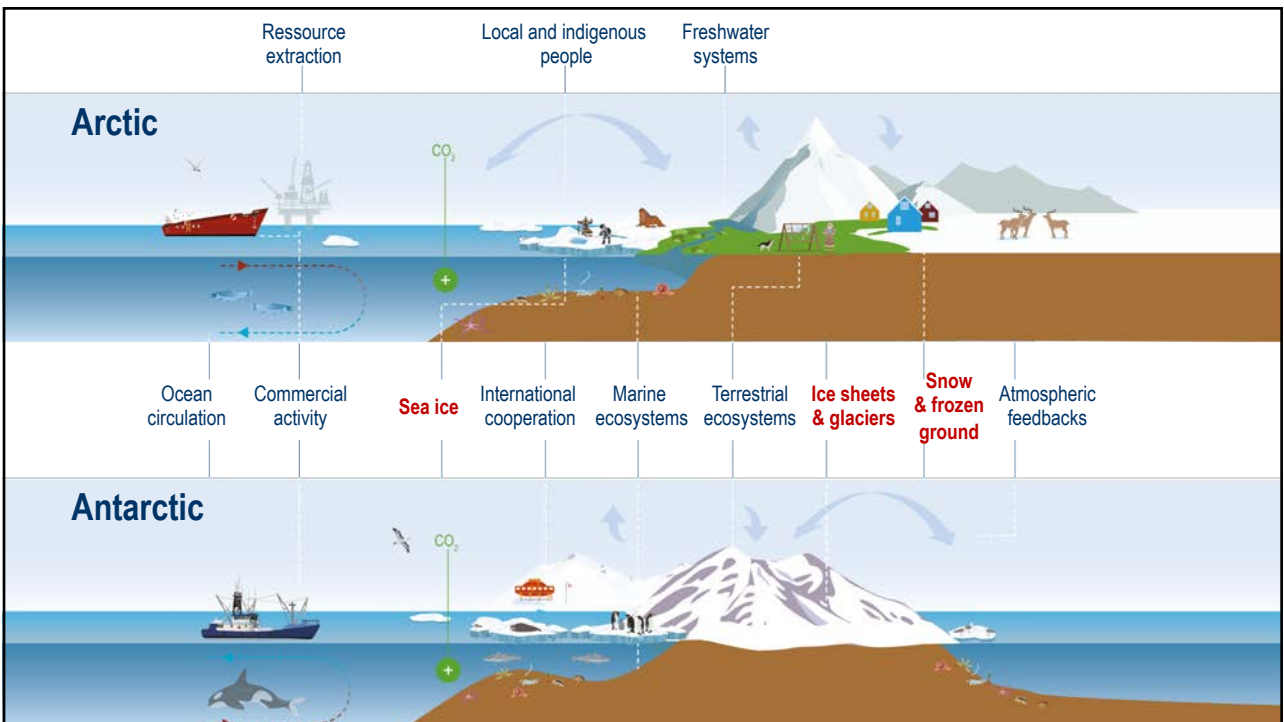 Ressource
extraction
Local and indigenous
people
Freshwater
systems
Arctic
CO2
+
Ocean
circulation
Commercial
activity
Sea ice
International
cooperation
Marine
ecosystems
Terrestrial
ecosystems
Ice sheets
& glaciers
Snow
& frozen
ground
Atmospheric
feedbacks
Antarctic
CO2
+